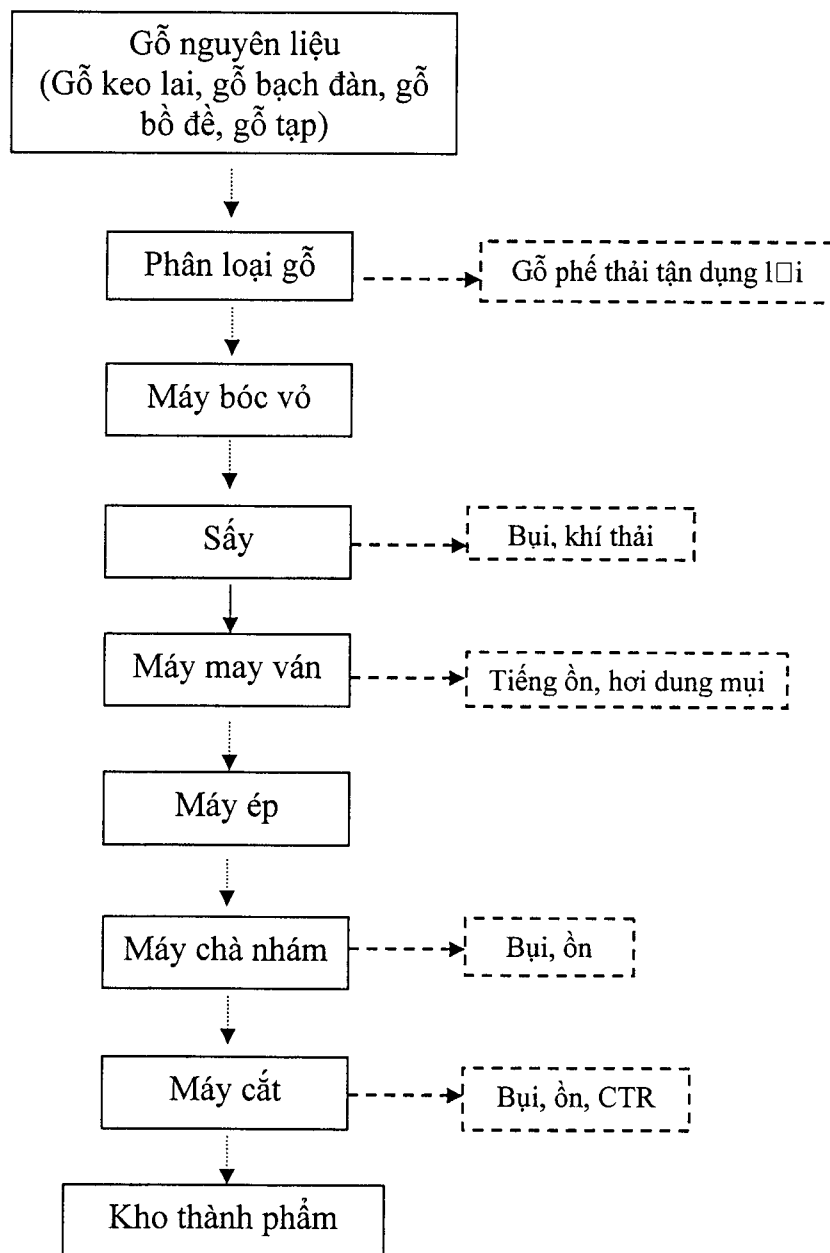 Gỗ nguyên liệu
(Gỗ keo lai, gỗ bạch đàn, gỗ
bồ đề, gỗ tạp)
Phân loại gỗ
Gỗ phế thải tận dụng l□i
Máy bóc vỏ
Sấy
Bụi, khí thải
Máy may ván
Tiếng ồn, hơi dung mụi
Máy ép
Máy chà nhám
Bụi, ồn
Máy cắt
Bụi, ồn, CTR
Kho thành phẩm